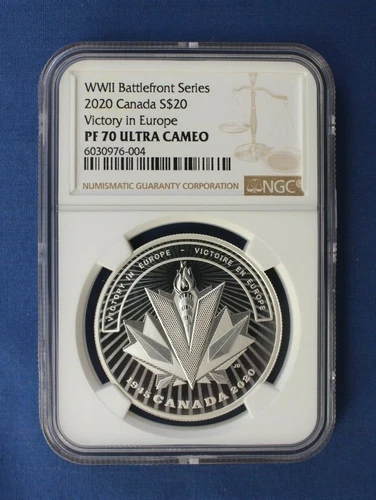 WWII Battlefront Series
2020 Canada S$20
Victory in Europe
PF 70 ULTRA CAMEO
6030976-004
NUMISMATIC GUARANTY CORPORATION
NGC
VICTORY IN EUROPE - VICTOIRE EN EUROPE
1945 CANADA 2020